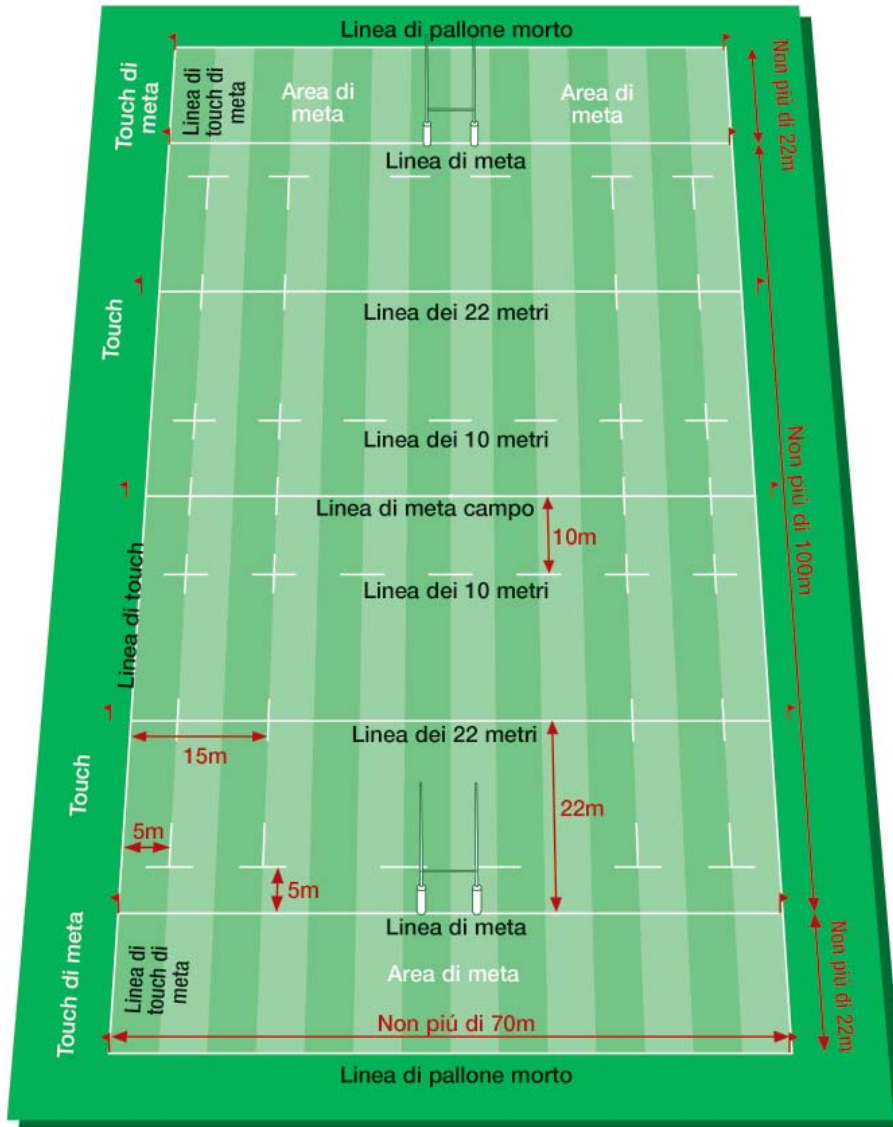 Linea di pallone morto
Touch di
meta
Linea di
touch di
meta
Area di
meta
Area di
meta
Non piú di 22m
Linea di meta
Touch
Linea dei 22 metri
Linea dei 10 metri
Non piú di 100m
Linea di meta campo
10m
Linea di touch
Linea dei 10 metri
Linea dei 22 metri
15m
Touch
22m
5m
5m
Touch di meta
Linea di
touch di
meta
Linea di meta
Area di meta
Non piú di 22m
Non piú di 70m
Linea di pallone morto